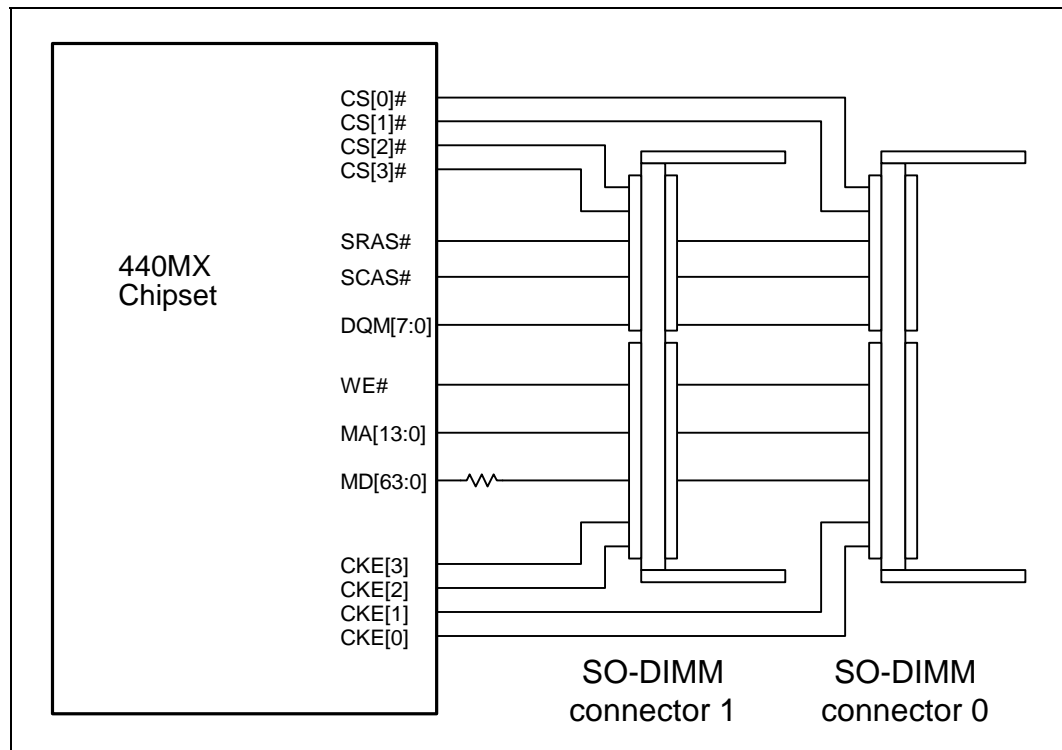 440MX
Chipset
CS[0]#
CS[1]#
CS[2]#
CS[3]#
SRAS#
SCAS#
DQM[7:0]
WE#
MA[13:0]
MD[63:0]
CKE[3]
CKE[2]
CKE[1]
CKE[0]
SO-DIMM
connector 1
SO-DIMM
connector 0